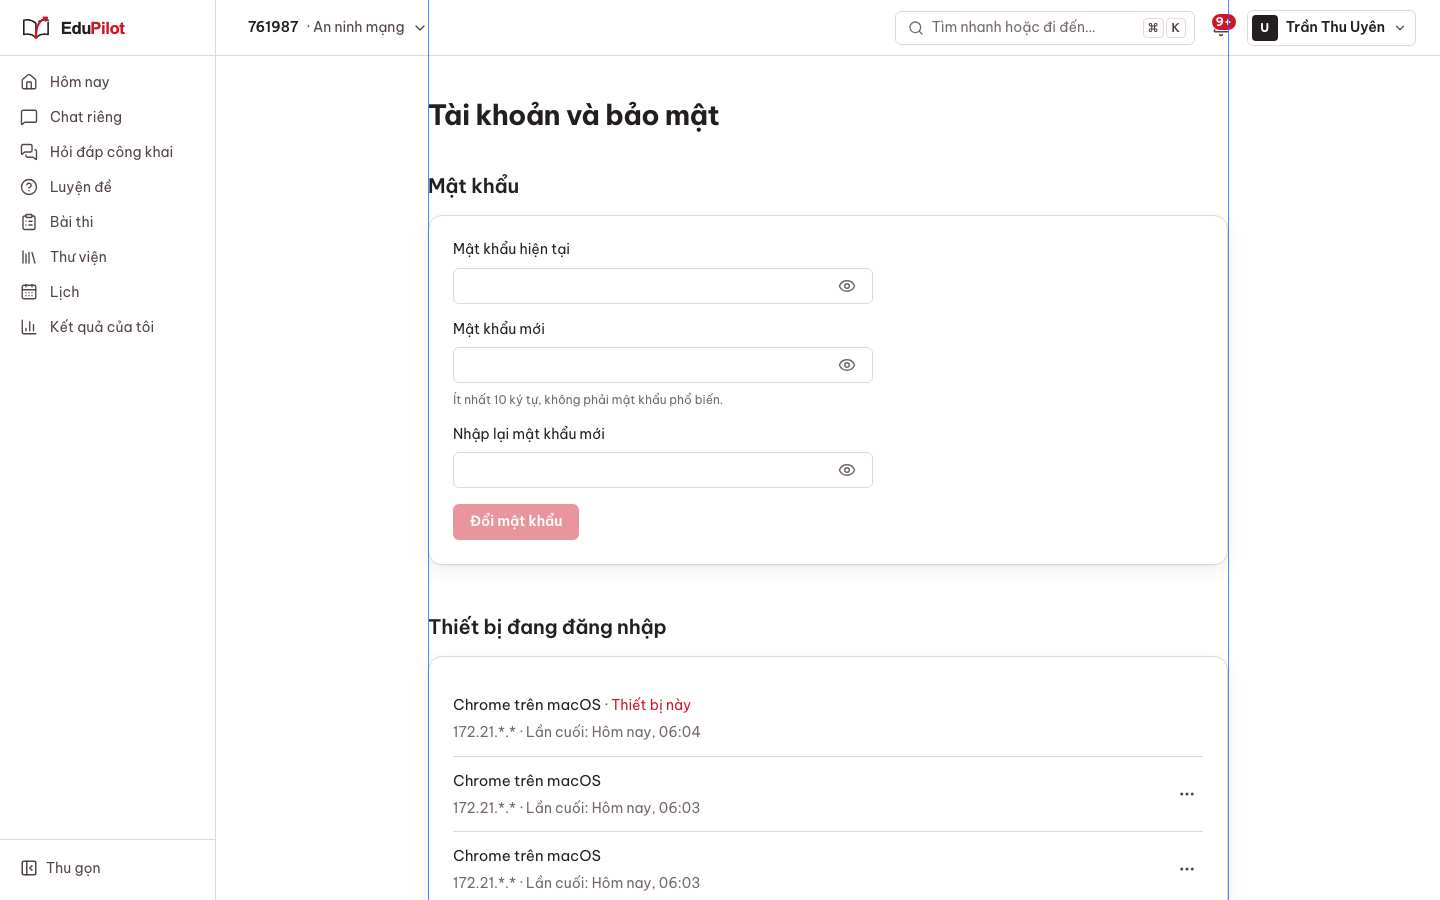 EduPilot
761987 · An ninh mạng
Tìm nhanh hoặc đi đến...
⌘ K
9+
U
Trần Thu Uyên
Hôm nay
Chat riêng
Hỏi đáp công khai
Luyện đề
Bài thi
Thư viện
Lịch
Kết quả của tôi
Thu gọn
Tài khoản và bảo mật
Mật khẩu
Mật khẩu hiện tại
Mật khẩu mới
Ít nhất 10 ký tự, không phải mật khẩu phổ biến.
Nhập lại mật khẩu mới
Đổi mật khẩu
Thiết bị đang đăng nhập
Chrome trên macOS · Thiết bị này
172.21.*.* · Lần cuối: Hôm nay, 06:04
Chrome trên macOS
172.21.*.* · Lần cuối: Hôm nay, 06:03
Chrome trên macOS
172.21.*.* · Lần cuối: Hôm nay, 06:03